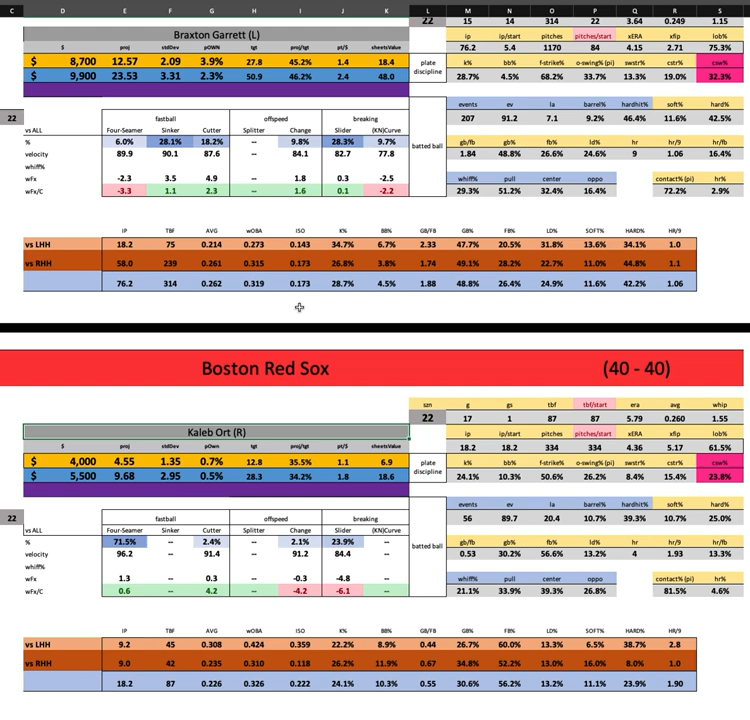 C D E F G H I J K L M N O P Q R S
22 15 14 314 22 3.64 0.249 1.15
Braxton Garrett (L) ip ip/start pitches pitches/start xERA xfip lob%
$ proj stdDev pOWN tgt proj/tgt pt/$ sheetsValue 76.2 5.4 1170 84 4.15 2.71 75.3%
$ 8,700 12.57 2.09 3.9% 27.8 45.2% 1.4 18.4 plate discipline k% bb% f-strike% o-swing% (pi) swstr% cstr% csw%
$ 9,900 23.53 3.31 2.3% 50.9 46.2% 2.4 48.0 28.7% 4.5% 68.2% 33.7% 13.3% 19.0% 32.3%
events ev la barrel% hardhit% soft% hard%
22 fastball offspeed breaking 207 91.2 7.1 9.2% 46.4% 11.6% 42.5%
vs ALL Four-Seamer Sinker Cutter Splitter Change Slider (KN)Curve
% 6.0% 28.1% 18.2% -- 9.8% 28.3% 9.7% batted ball gb/fb gb% fb% ld% hr hr/9 hr/fb
velocity 89.9 90.1 87.6 -- 84.1 82.7 77.8 1.84 48.8% 26.6% 24.6% 9 1.06 16.4%
whiff%
wFx -2.3 3.5 4.9 -- 1.8 0.3 -2.5 whiff% pull center oppo contact% (pi) hr%
wFx/C -3.3 1.1 2.3 -- 1.6 0.1 -2.2 29.3% 51.2% 32.4% 16.4% 72.2% 2.9%
IP TBF AVG wOBA ISO K% BB% GB/FB GB% FB% LD% SOFT% HARD% HR/9
vs LHH 18.2 75 0.214 0.273 0.143 34.7% 6.7% 2.33 47.7% 20.5% 31.8% 13.6% 34.1% 1.0
vs RHH 58.0 239 0.261 0.315 0.173 26.8% 3.8% 1.74 49.1% 28.2% 22.7% 11.0% 44.8% 1.1
76.2 314 0.262 0.319 0.173 28.7% 4.5% 1.88 48.8% 26.4% 24.9% 11.6% 42.2% 1.06
Boston Red Sox (40 - 40)
szn g gs tbf tbf/start era avg whip
22 17 1 87 87 5.79 0.260 1.55
Kaleb Ort (R) ip ip/start pitches pitches/start xERA xfip lob%
$ proj stdDev pOwn tgt proj/tgt pt/$ sheetsValue 18.2 18.2 334 334 4.36 5.17 61.5%
$ 4,000 4.55 1.35 0.7% 12.8 35.5% 1.1 6.9 plate discipline k% bb% f-strike% o-swing% (pi) swstr% cstr% csw%
$ 5,500 9.68 2.95 0.5% 28.3 34.2% 1.8 18.6 24.1% 10.3% 50.6% 26.2% 8.4% 15.4% 23.8%
events ev la barrel% hardhit% soft% hard%
22 fastball offspeed breaking 56 89.7 20.4 10.7% 39.3% 10.7% 25.0%
vs ALL Four-Seamer Sinker Cutter Splitter Change Slider (KN)Curve
% 71.5% -- 2.4% -- 2.1% 23.9% -- batted ball gb/fb gb% fb% ld% hr hr/9 hr/fb
velocity 96.2 -- 91.4 -- 91.2 84.4 -- 0.53 30.2% 56.6% 13.2% 4 1.93 13.3%
whiff%
wFx 1.3 -- 0.3 -- -0.3 -4.8 -- whiff% pull center oppo contact% (pi) hr%
wFx/C 0.6 -- 4.2 -- -4.2 -6.1 -- 21.1% 33.9% 39.3% 26.8% 81.5% 4.6%
IP TBF AVG wOBA ISO K% BB% GB/FB GB% FB% LD% SOFT% HARD% HR/9
vs LHH 9.2 45 0.308 0.424 0.359 22.2% 8.9% 0.44 26.7% 60.0% 13.3% 6.5% 38.7% 2.8
vs RHH 9.0 42 0.235 0.310 0.118 26.2% 11.9% 0.67 34.8% 52.2% 13.0% 16.0% 8.0% 1.0
18.2 87 0.226 0.326 0.222 24.1% 10.3% 0.55 30.6% 56.2% 13.2% 11.1% 23.9% 1.90